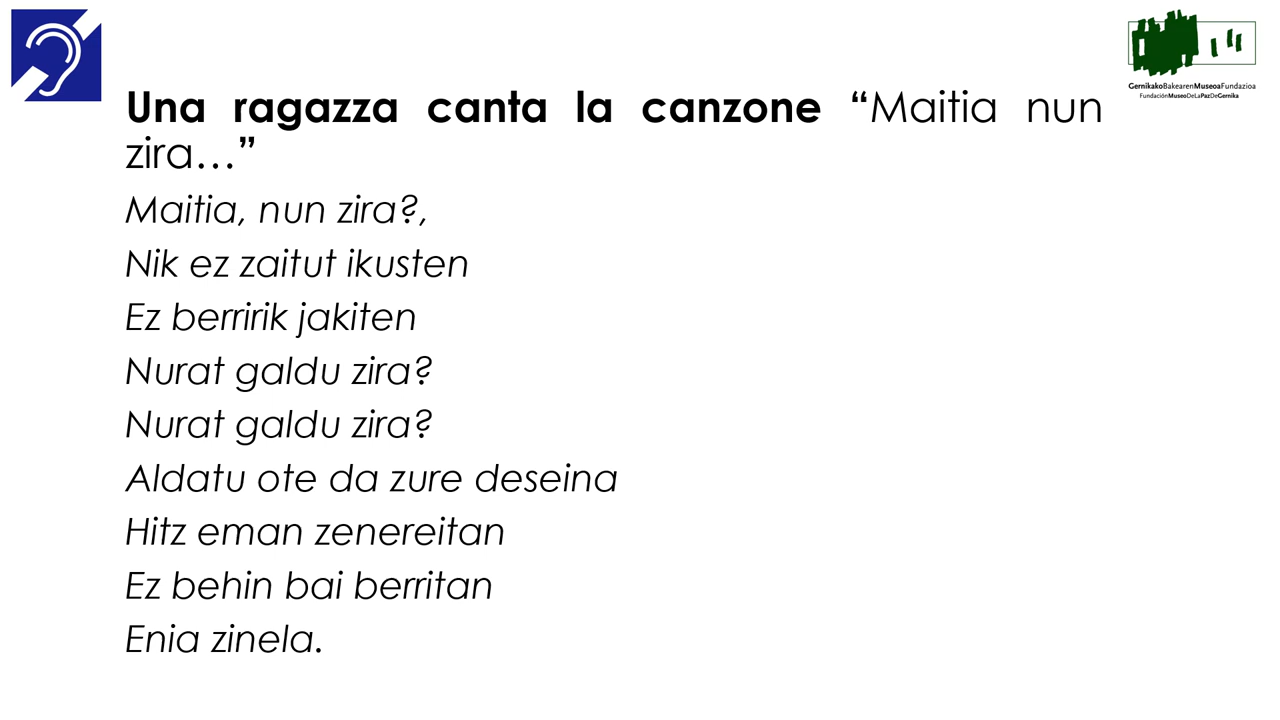 GernikakoBakearenMuseoaFundazioa
FundaciónMuseoDeLaPazDeGernika
Una ragazza canta la canzone “Maitia nun
zira…”
Maitia, nun zira?,
Nik ez zaitut ikusten
Ez berririk jakiten
Nurat galdu zira?
Nurat galdu zira?
Aldatu ote da zure deseina
Hitz eman zenereitan
Ez behin bai berritan
Enia zinela.